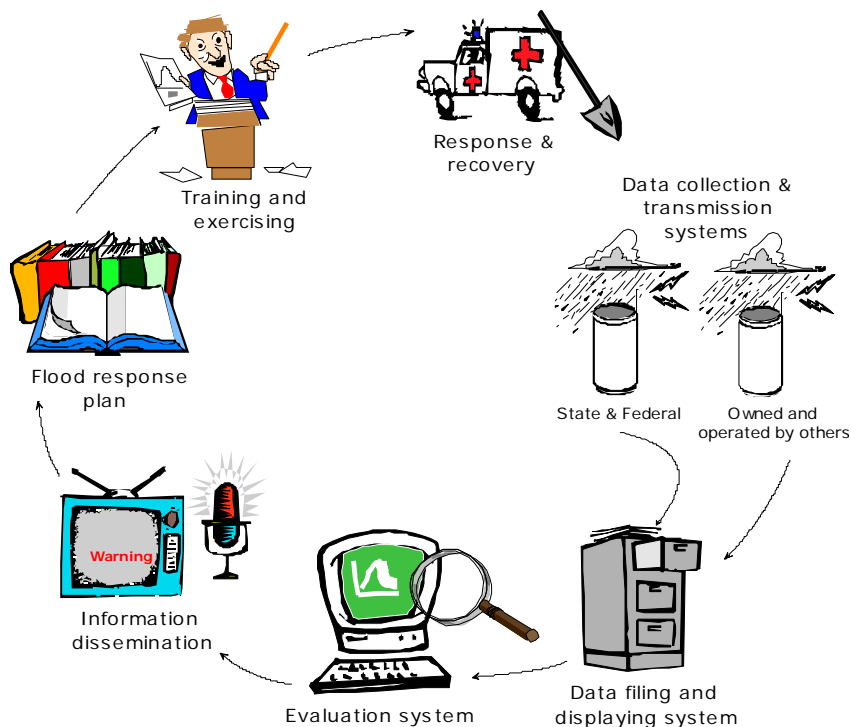 Response &
recovery
Training and
exercising
Data collection &
transmission
systems
Flood response
plan
State & Federal
Owned and
operated by others
Warning
Information
dissemination
Evaluation system
Data filing and
displaying system